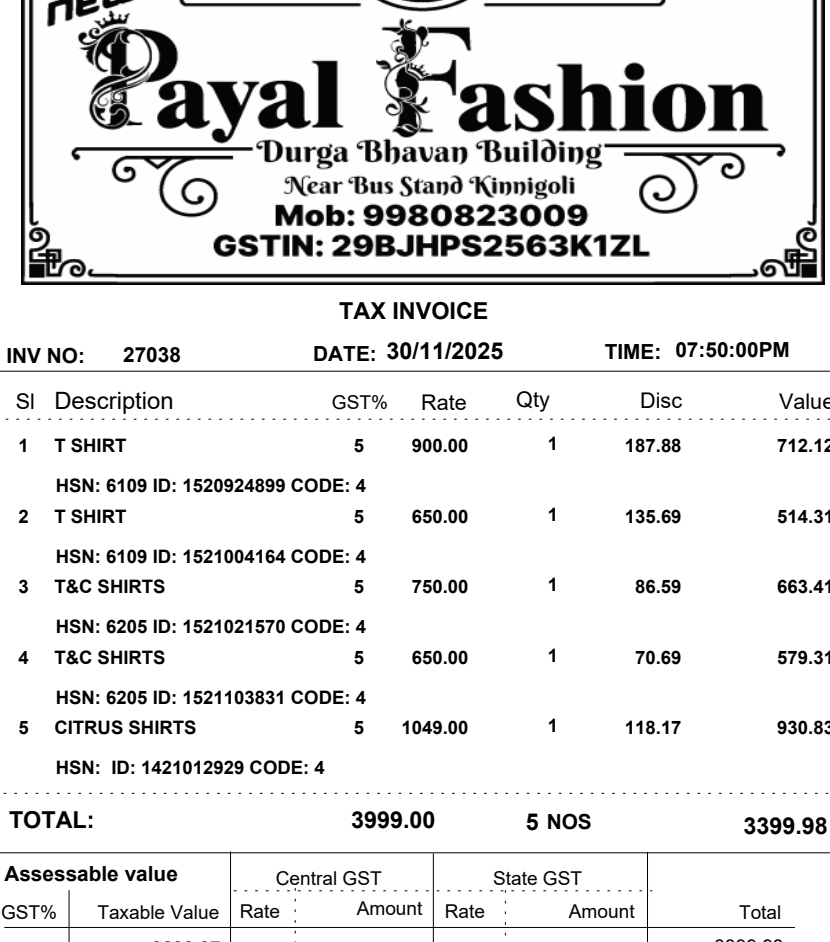 new
Payal Fashion
Durga Bhavan Building
Near Bus Stand Kinnigoli
Mob: 9980823009
GSTIN: 29BJHPS2563K1ZL
TAX INVOICE
INV NO: 27038 DATE: 30/11/2025 TIME: 07:50:00PM
Sl Description GST% Rate Qty Disc Value
1 T SHIRT 5 900.00 1 187.88 712.12
HSN: 6109 ID: 1520924899 CODE: 4
2 T SHIRT 5 650.00 1 135.69 514.31
HSN: 6109 ID: 1521004164 CODE: 4
3 T&C SHIRTS 5 750.00 1 86.59 663.41
HSN: 6205 ID: 1521021570 CODE: 4
4 T&C SHIRTS 5 650.00 1 70.69 579.31
HSN: 6205 ID: 1521103831 CODE: 4
5 CITRUS SHIRTS 5 1049.00 1 118.17 930.83
HSN: ID: 1421012929 CODE: 4
TOTAL: 3999.00 5 NOS 3399.98
Assessable value Central GST State GST
GST% Taxable Value Rate Amount Rate Amount Total